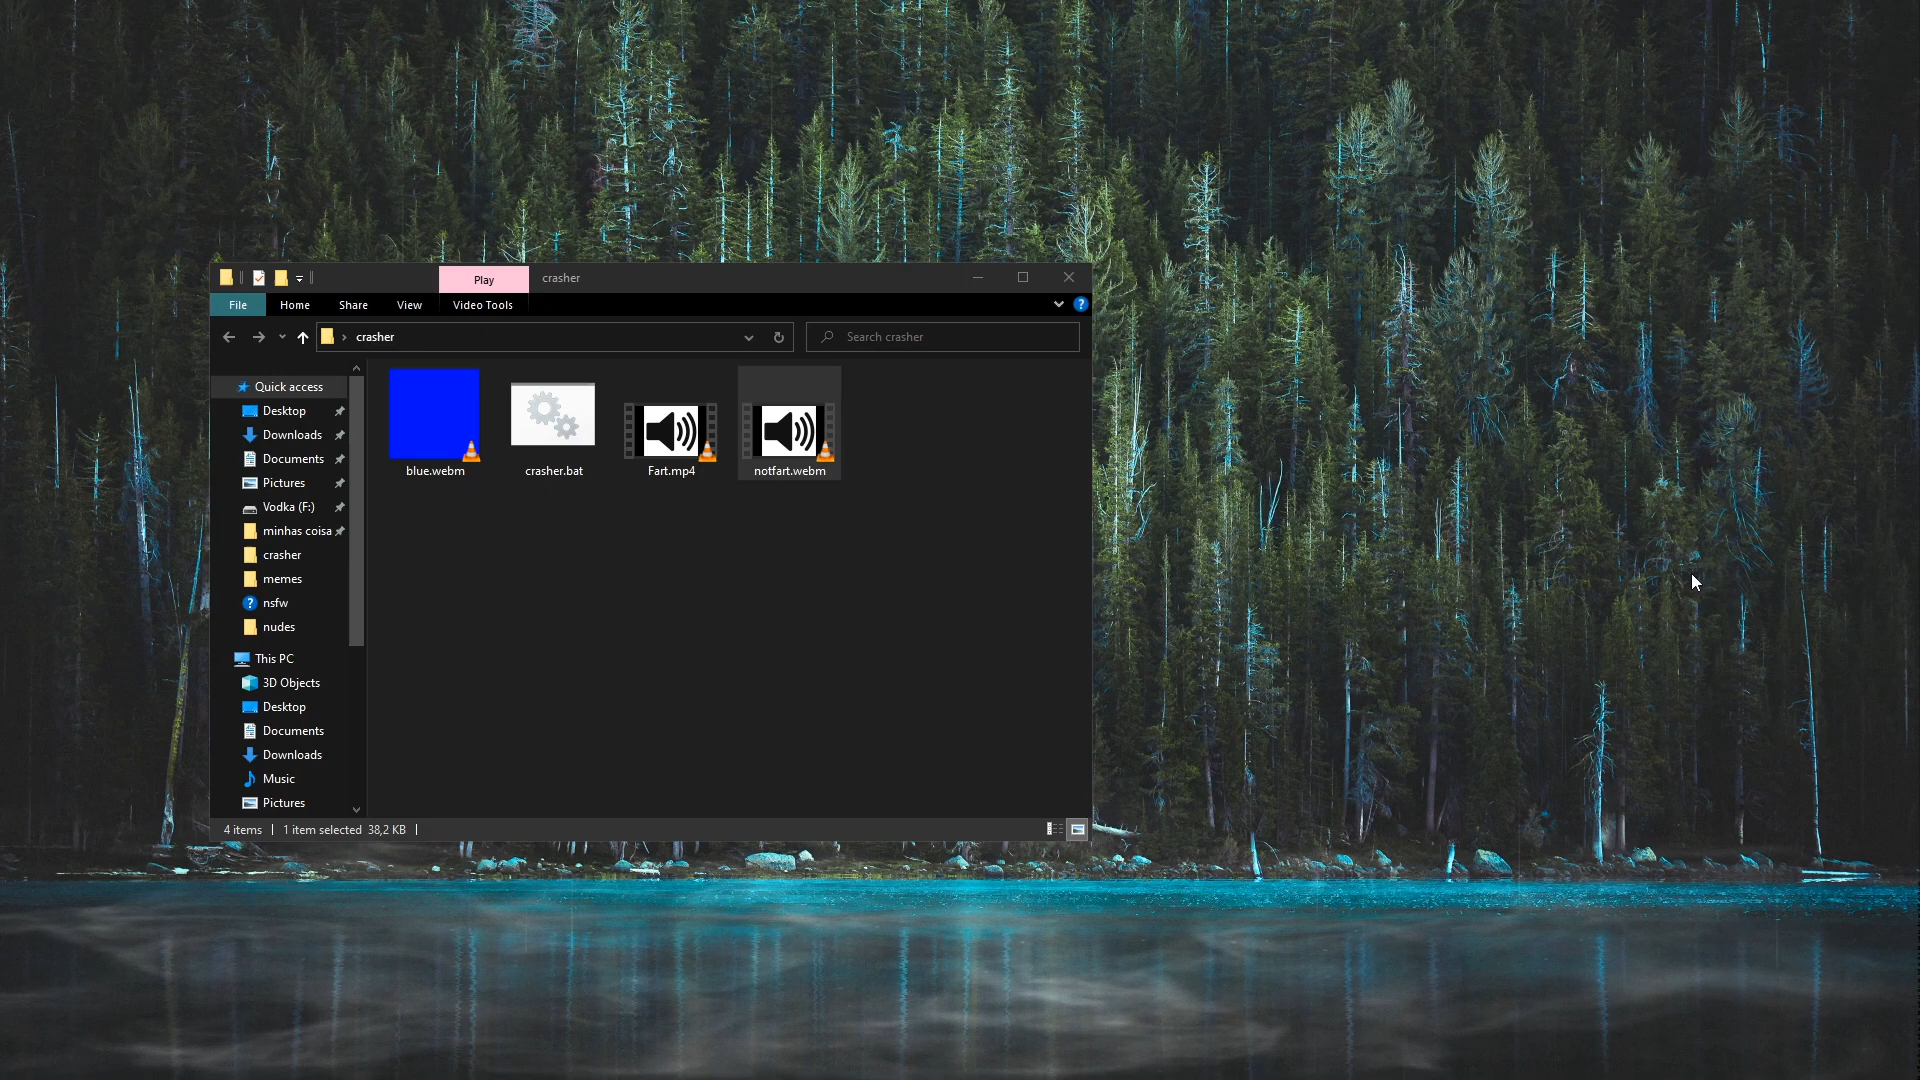 Play
crasher
File
Home
Share
View
Video Tools
?
crasher
Search crasher
Quick access
Desktop
Downloads
Documents
Pictures
Vodka (F:)
minhas coisa
crasher
memes
? nsfw
nudes
This PC
3D Objects
Desktop
Documents
Downloads
Music
Pictures
blue.webm
crasher.bat
Fart.mp4
notfart.webm
4 items
1 item selected 38,2 KB